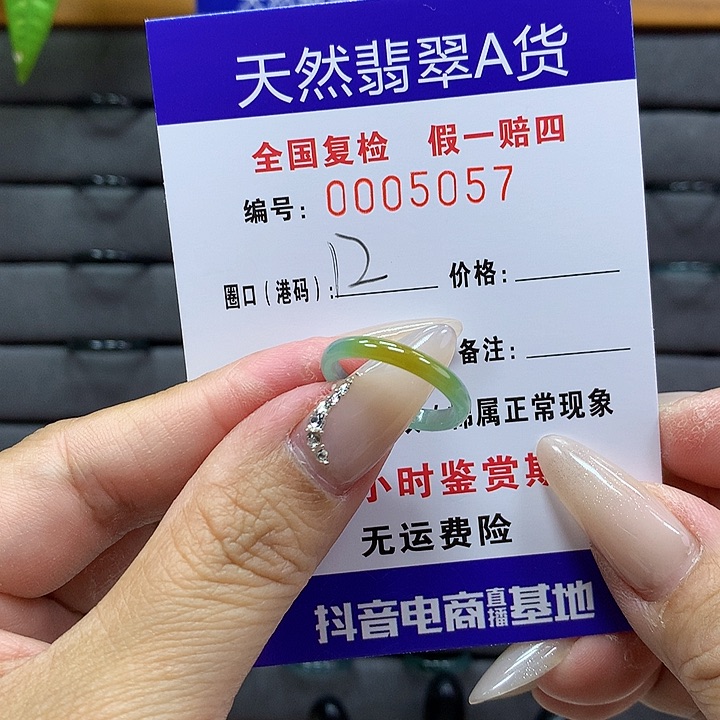 天然翡翠A货
全国复检 假一赔四
编号: 0005057
圈口(港码): 12 价格:
备注:
属正常现象
小时鉴赏期
无运费险
抖音电商直播基地